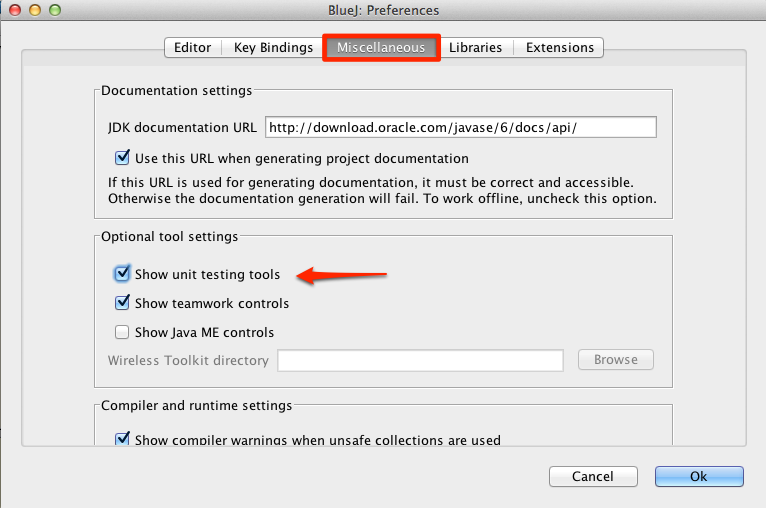 BlueJ: Preferences
Editor Key Bindings Miscellaneous Libraries Extensions
Documentation settings
JDK documentation URL http://download.oracle.com/javase/6/docs/api/
Use this URL when generating project documentation
If this URL is used for generating documentation, it must be correct and accessible.
Otherwise the documentation generation will fail. To work offline, uncheck this option.
Optional tool settings
Show unit testing tools
Show teamwork controls
Show Java ME controls
Wireless Toolkit directory Browse
Compiler and runtime settings
Show compiler warnings when unsafe collections are used
Cancel Ok